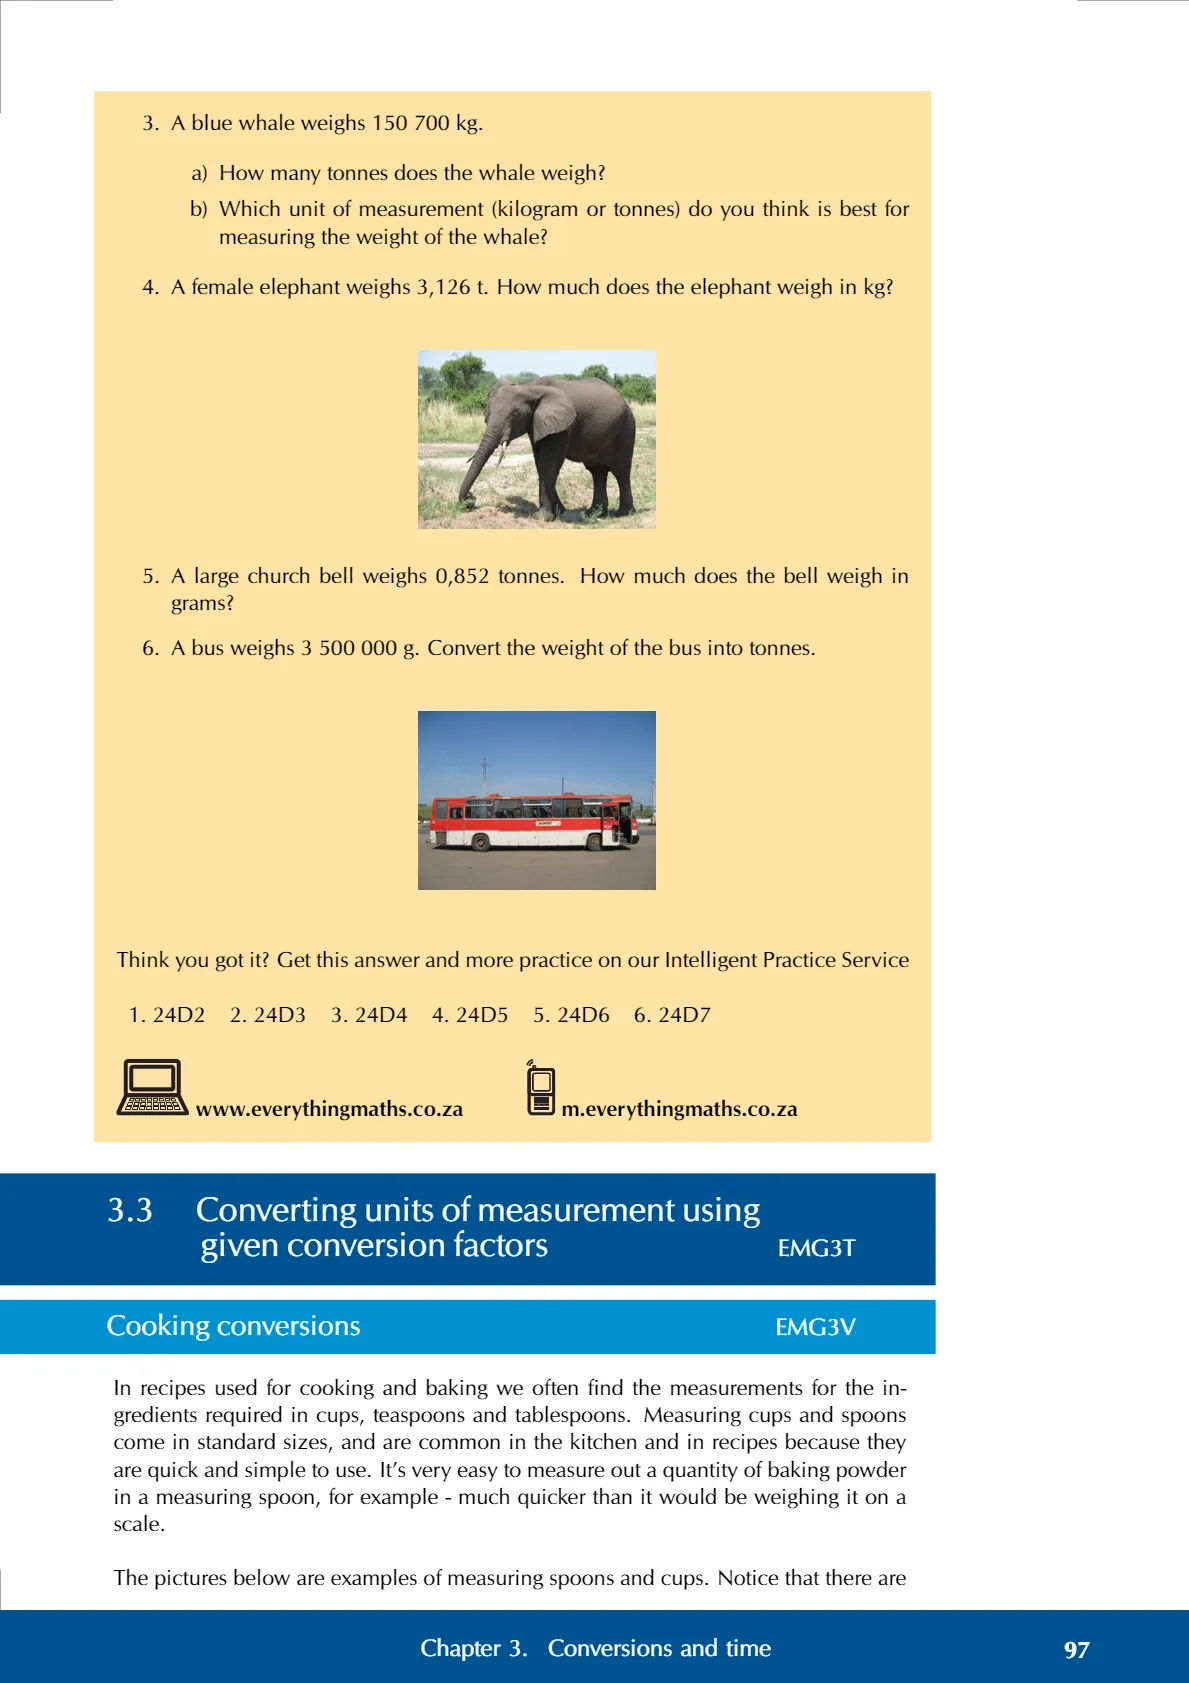 3. A blue whale weighs 150 700 kg.
a) How many tonnes does the whale weigh?
b) Which unit of measurement (kilogram or tonnes) do you think is best for
measuring the weight of the whale?
4. A female elephant weighs 3,126 t. How much does the elephant weigh in kg?
5. A large church bell weighs 0,852 tonnes. How much does the bell weigh in
grams?
6. A bus weighs 3 500 000 g. Convert the weight of the bus into tonnes.
Think you got it? Get this answer and more practice on our Intelligent Practice Service
1. 24D2 2. 24D3 3. 24D4 4. 24D5 5. 24D6 6. 24D7
www.everythingmaths.co.za m.everythingmaths.co.za
3.3 Converting units of measurement using
given conversion factors EMG3T
Cooking conversions EMG3V
In recipes used for cooking and baking we often find the measurements for the in-
gredients required in cups, teaspoons and tablespoons. Measuring cups and spoons
come in standard sizes, and are common in the kitchen and in recipes because they
are quick and simple to use. It's very easy to measure out a quantity of baking powder
in a measuring spoon, for example - much quicker than it would be weighing it on a
scale.
The pictures below are examples of measuring spoons and cups. Notice that there are
Chapter 3. Conversions and time 97